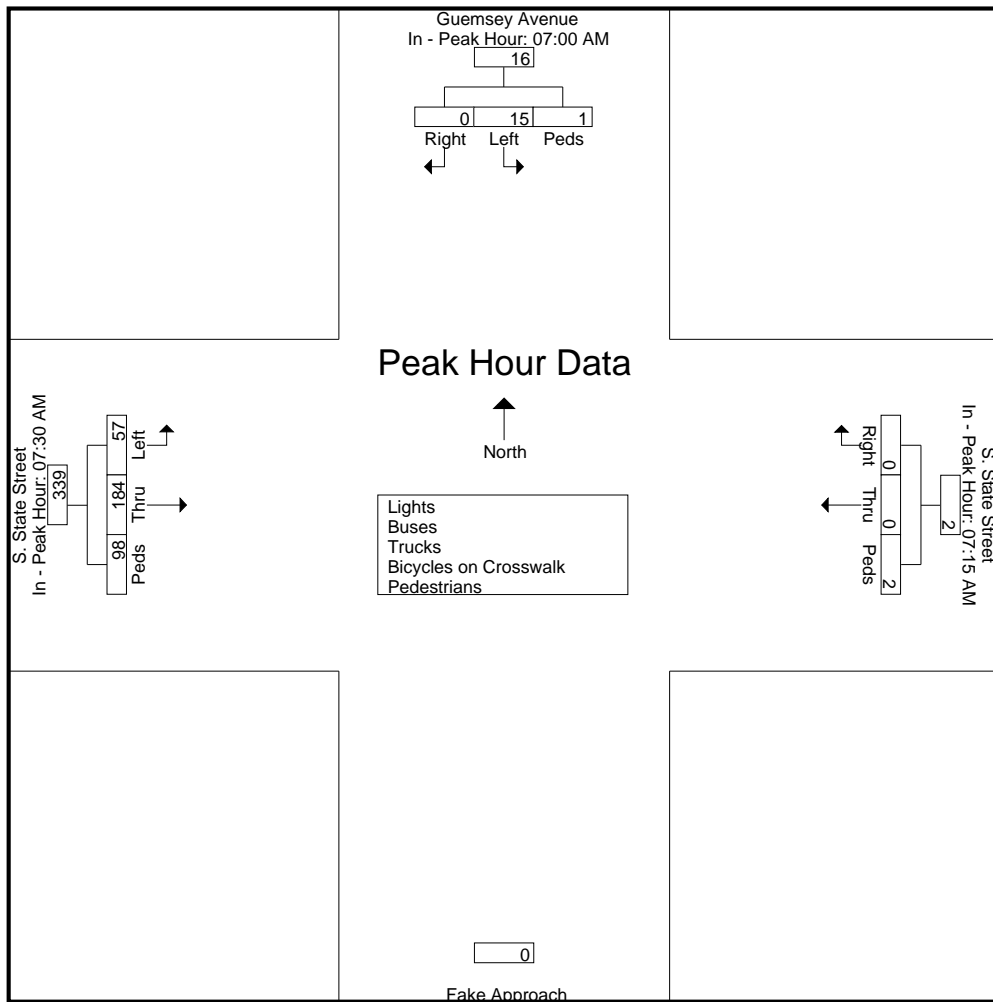 Guemsey Avenue
In - Peak Hour: 07:00 AM
16
0 15 1
Right Left Peds
Peak Hour Data
North
Lights
Buses
Trucks
Bicycles on Crosswalk
Pedestrians
S. State Street
In - Peak Hour: 07:30 AM
339
57 184 98
Left Thru Peds
S. State Street
In - Peak Hour: 07:15 AM
2
0 0 2
Right Thru Peds
0
Fake Approach